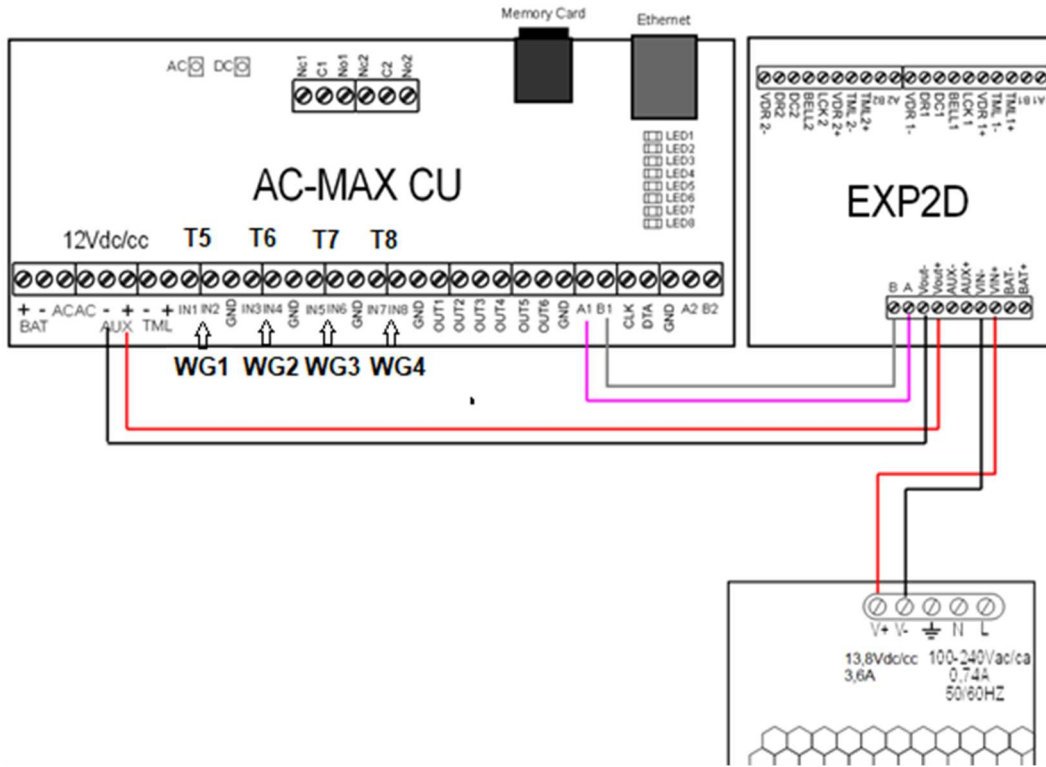 Memory Card
Ethernet
AC DC
Nc1 C1 No1 Nc2 C2 No2
LED1
LED2
LED3
LED4
LED5
LED6
LED7
LED8
AC-MAX CU
12Vdc/cc T5 T6 T7 T8
+ - ACAC - + - + IN1 IN2 GND IN3 IN4 GND IN5 IN6 GND IN7 IN8 GND OUT1 OUT2 OUT3 OUT4 OUT5 OUT6 GND A1 B1 CLK DTA GND A2 B2
BAT AUX TML
WG1 WG2 WG3 WG4
VDR 2- DR2 DC2 BELL2 LCK 2 VDR 2+ TML 2- TML2+ B2 A2 VDR 1- DR1 DC1 BELL1 LCK 1 VDR 1+ TML 1- TML1+ B1 A1
EXP2D
B A Vout- Vout+ AUX- AUX+ VIN- VIN+ BAT- BAT+
V+ V- N L
13,8Vdc/cc 100-240Vac/ca
3,6A 0,74A
50/60HZ